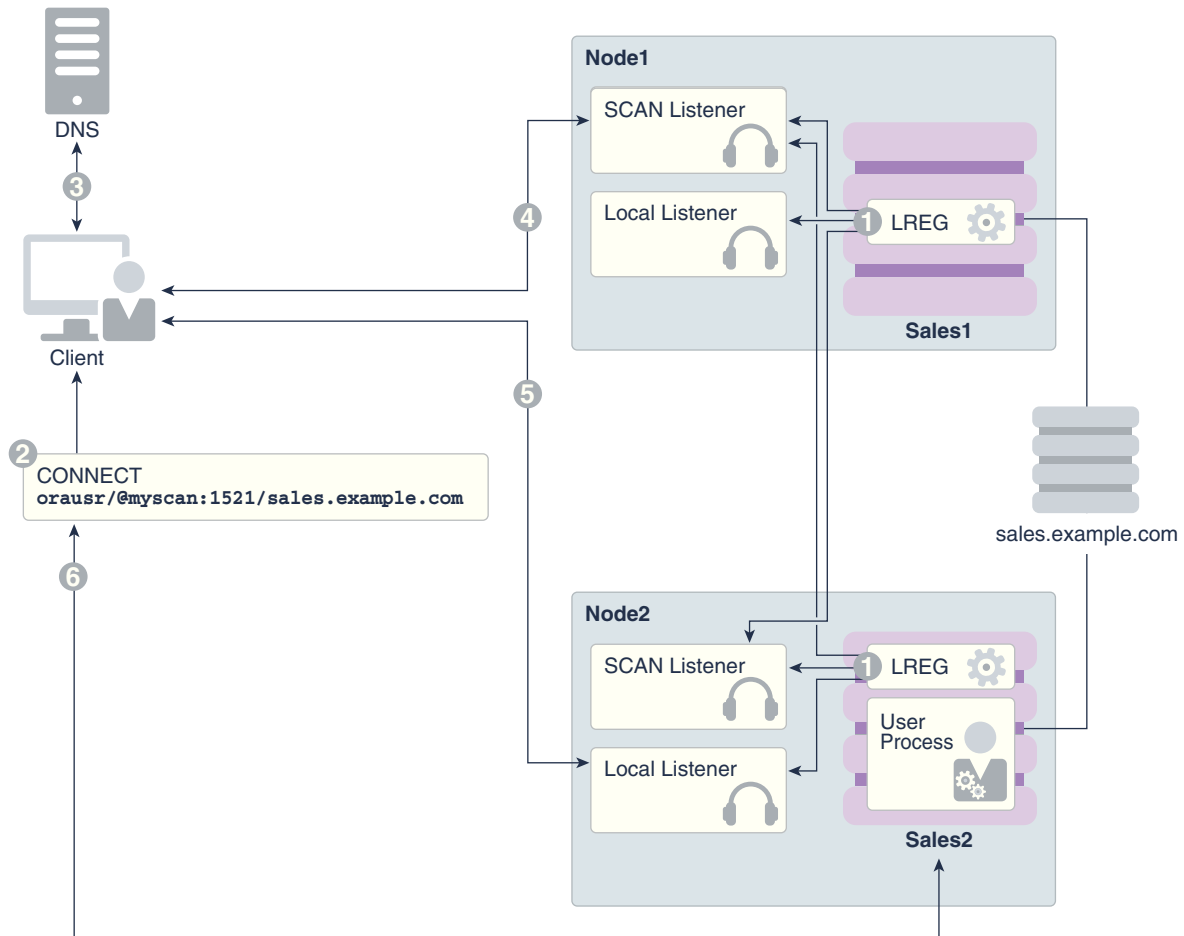 DNS
3
Client
2
CONNECT
orausr/@myscan:1521/sales.example.com
6
4
5
Node1
SCAN Listener
Local Listener
1
LREG
Sales1
sales.example.com
Node2
SCAN Listener
Local Listener
1
LREG
User
Process
Sales2